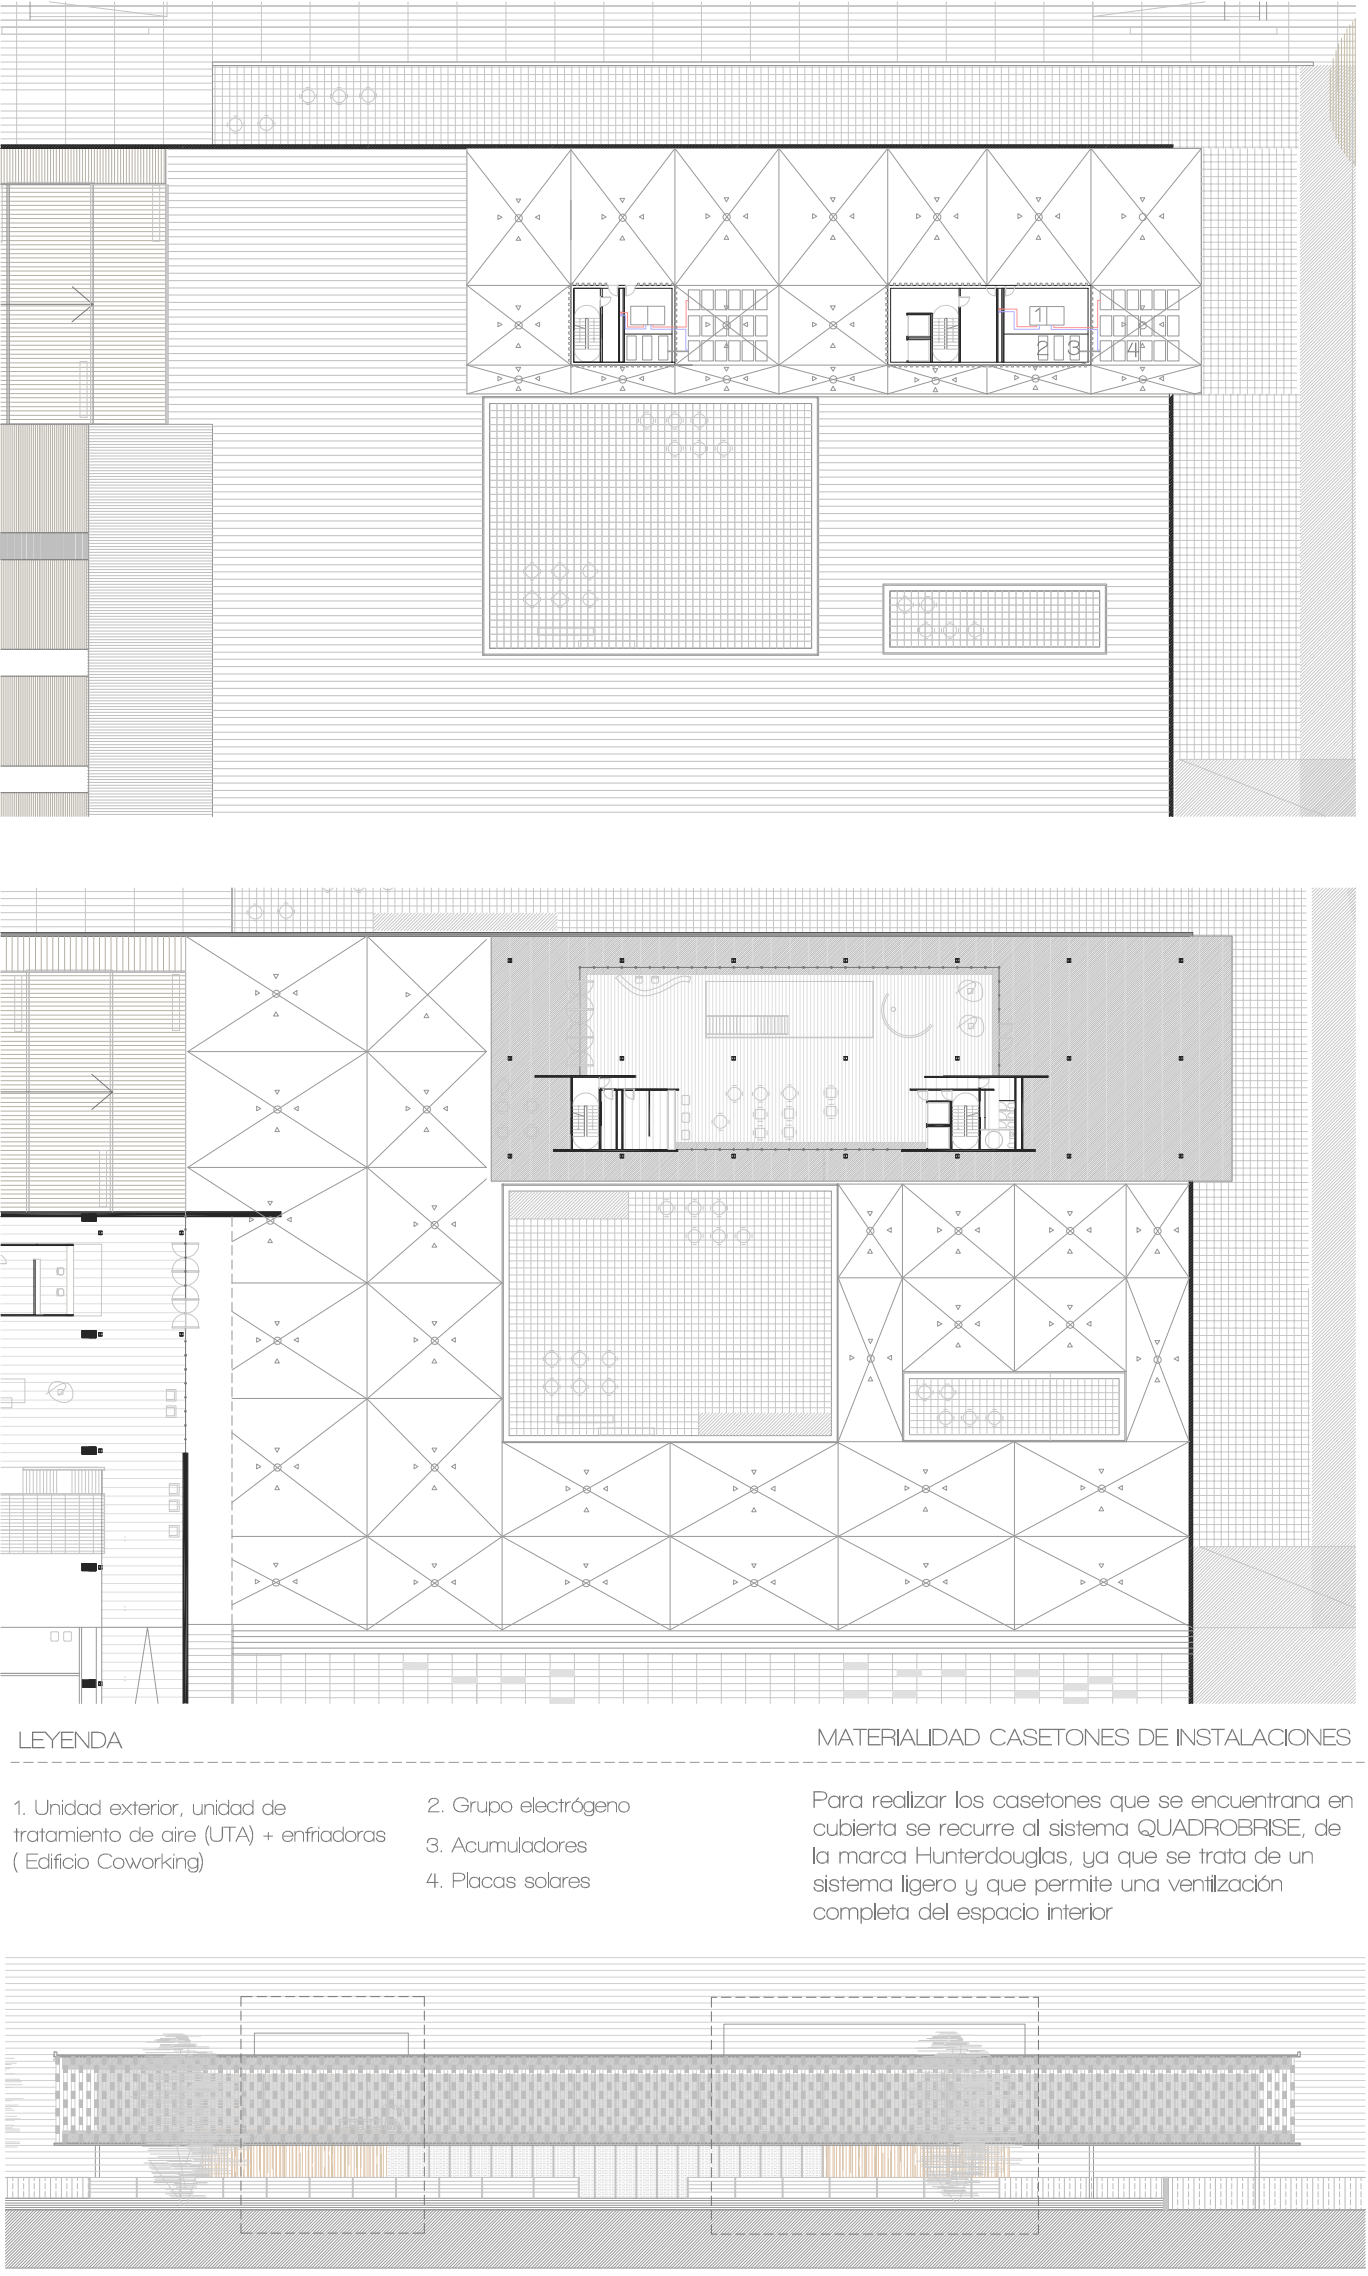 1
2
3
4
LEYENDA
1. Unidad exterior, unidad de
tratamiento de aire (UTA) + enfriadoras
( Edificio Coworking)
2. Grupo electrógeno
3. Acumuladores
4. Placas solares
MATERIALIDAD CASETONES DE INSTALACIONES
Para realizar los casetones que se encuentrana en
cubierta se recurre al sistema QUADROBRISE, de
la marca Hunterdouglas, ya que se trata de un
sistema ligero y que permite una ventilzación
completa del espacio interior